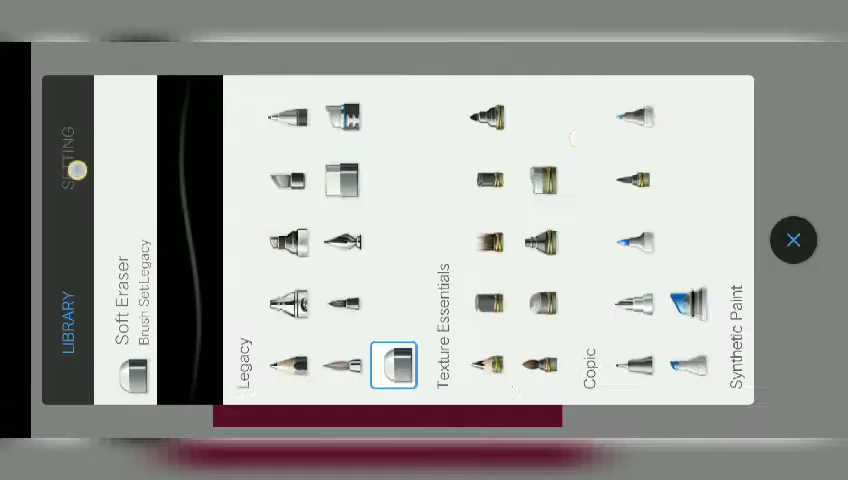 LIBRARY SETTING
Soft Eraser
Brush Set:Legacy
Legacy
Texture Essentials
Copic
Synthetic Paint